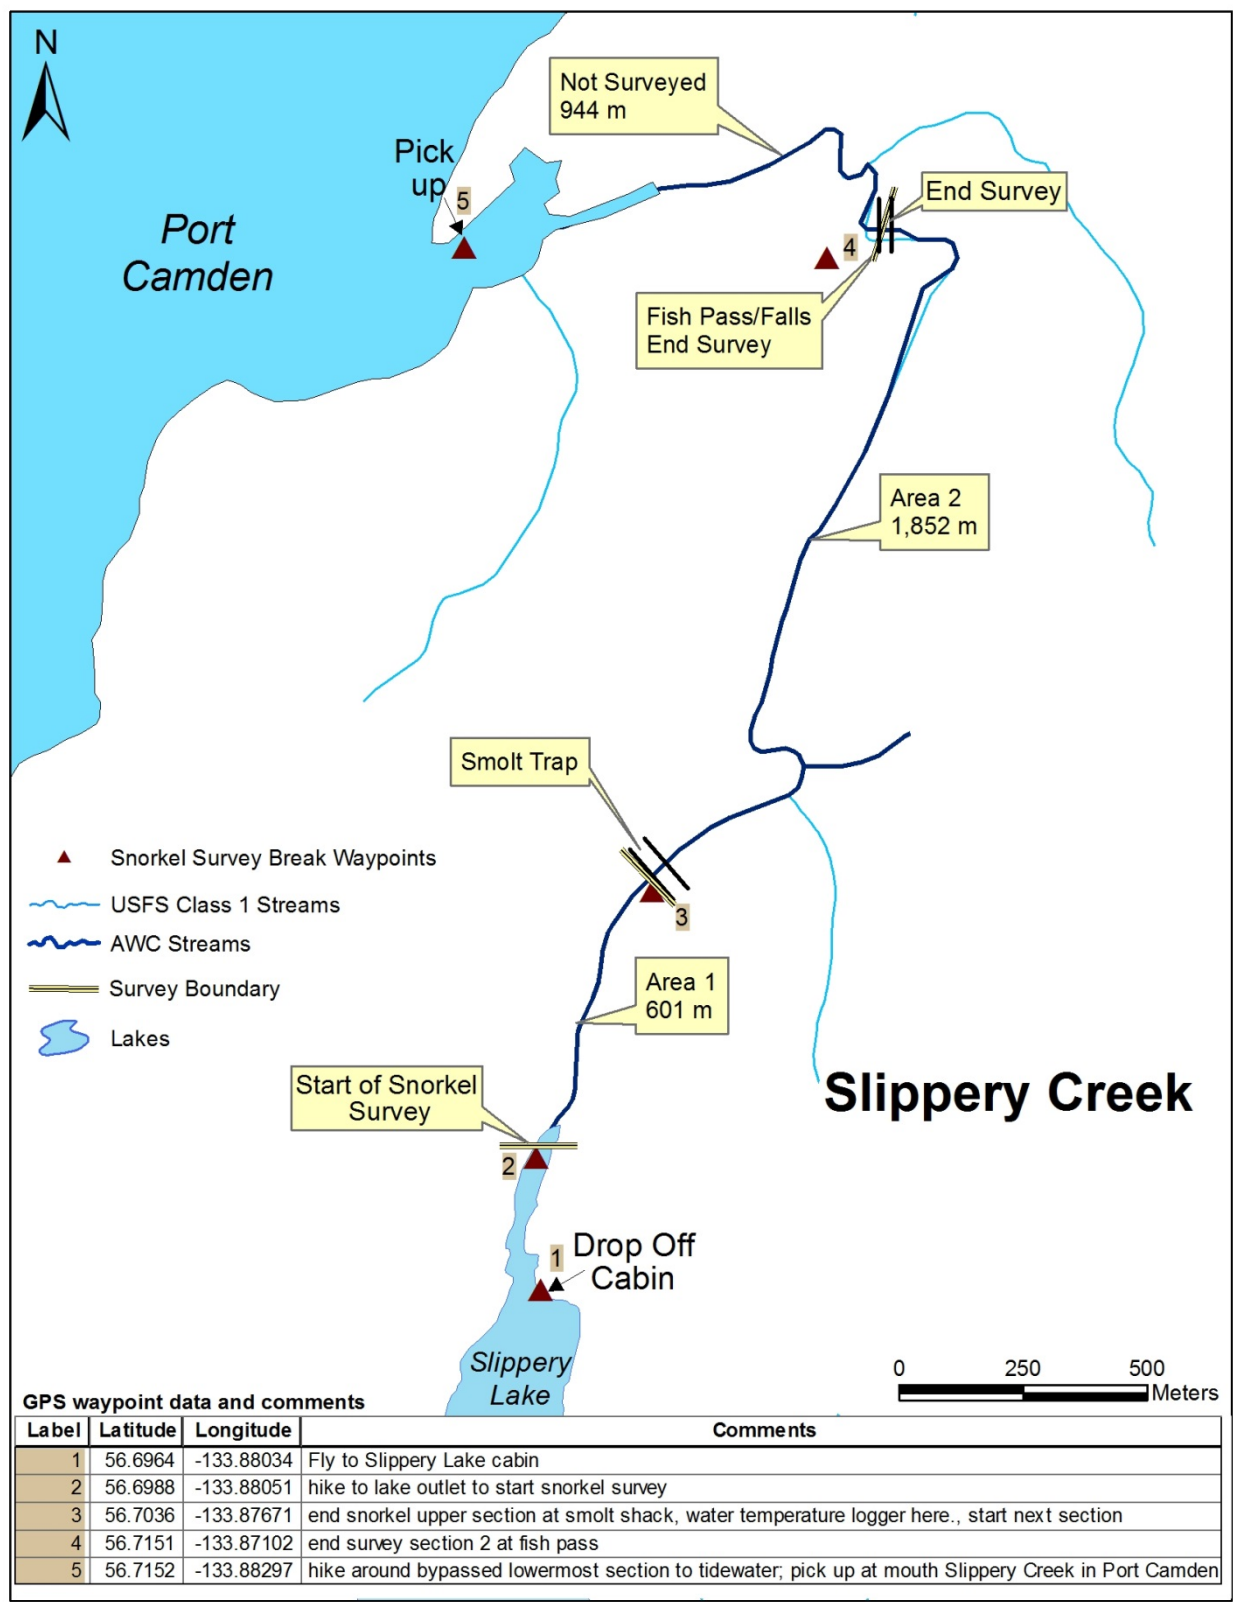 N
Not Surveyed
944 m
Pick
up
5
End Survey
Port
Camden
4
Fish Pass/Falls
End Survey
Area 2
1,852 m
Smolt Trap
Snorkel Survey Break Waypoints
USFS Class 1 Streams
AWC Streams
Survey Boundary
Lakes
3
Area 1
601 m
Start of Snorkel
Survey
Slippery Creek
2
1
Drop Off
Cabin
Slippery
Lake
0 250 500
Meters
GPS waypoint data and comments
Label Latitude Longitude Comments
1 56.6964 -133.88034 Fly to Slippery Lake cabin
2 56.6988 -133.88051 hike to lake outlet to start snorkel survey
3 56.7036 -133.87671 end snorkel upper section at smolt shack, water temperature logger here., start next section
4 56.7151 -133.87102 end survey section 2 at fish pass
5 56.7152 -133.88297 hike around bypassed lowermost section to tidewater; pick up at mouth Slippery Creek in Port Camden